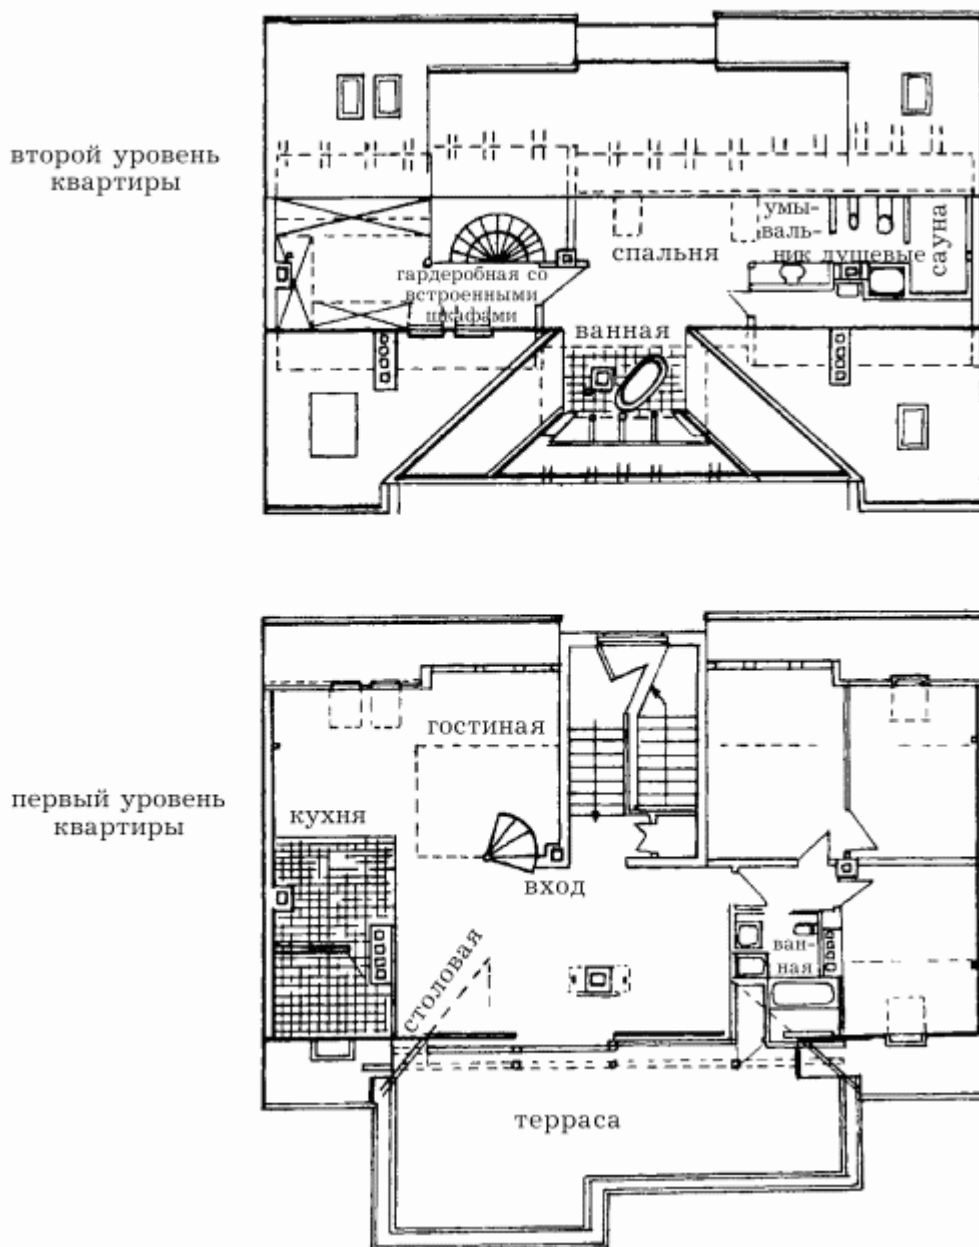 второй уровень
квартиры
умы-
валь-
ник душевые
сауна
спальня
гардеробная со
встроенными
шкафами
ванная
первый уровень
квартиры
гостиная
кухня
вход
столовая
ван-
ная
терраса